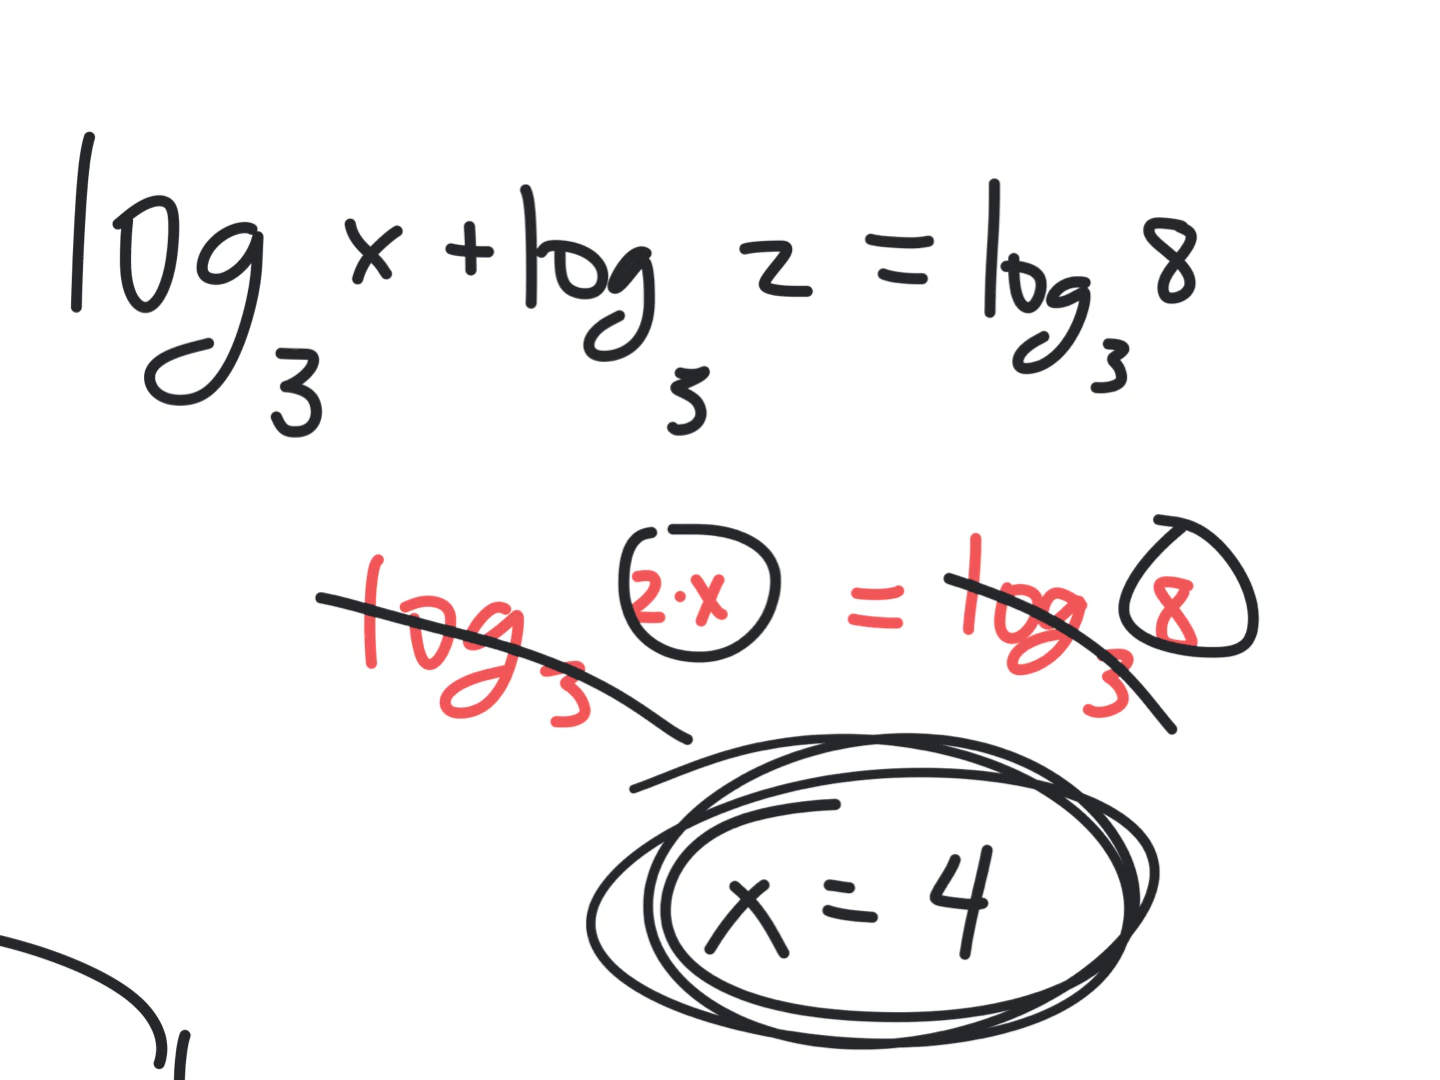 log₃ x + log₃ 2 = log₃ 8
log₃ 2·x = log₃ 8
x = 4